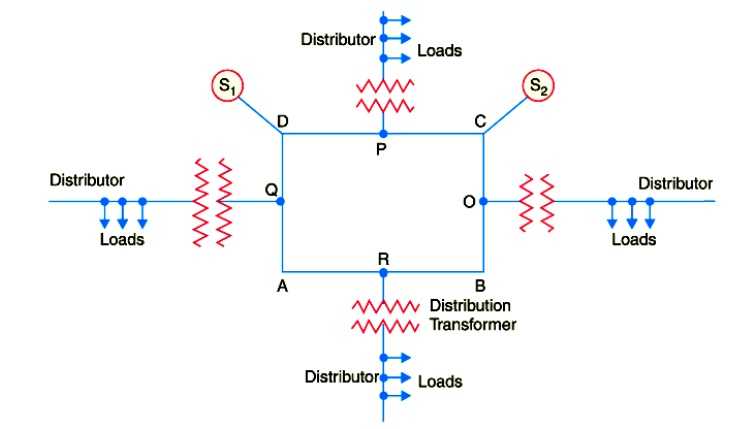 Distributor
Loads
S1
S2
D
C
P
Distributor
Distributor
Q
O
Loads
Loads
R
A
B
Distribution
Transformer
Distributor
Loads